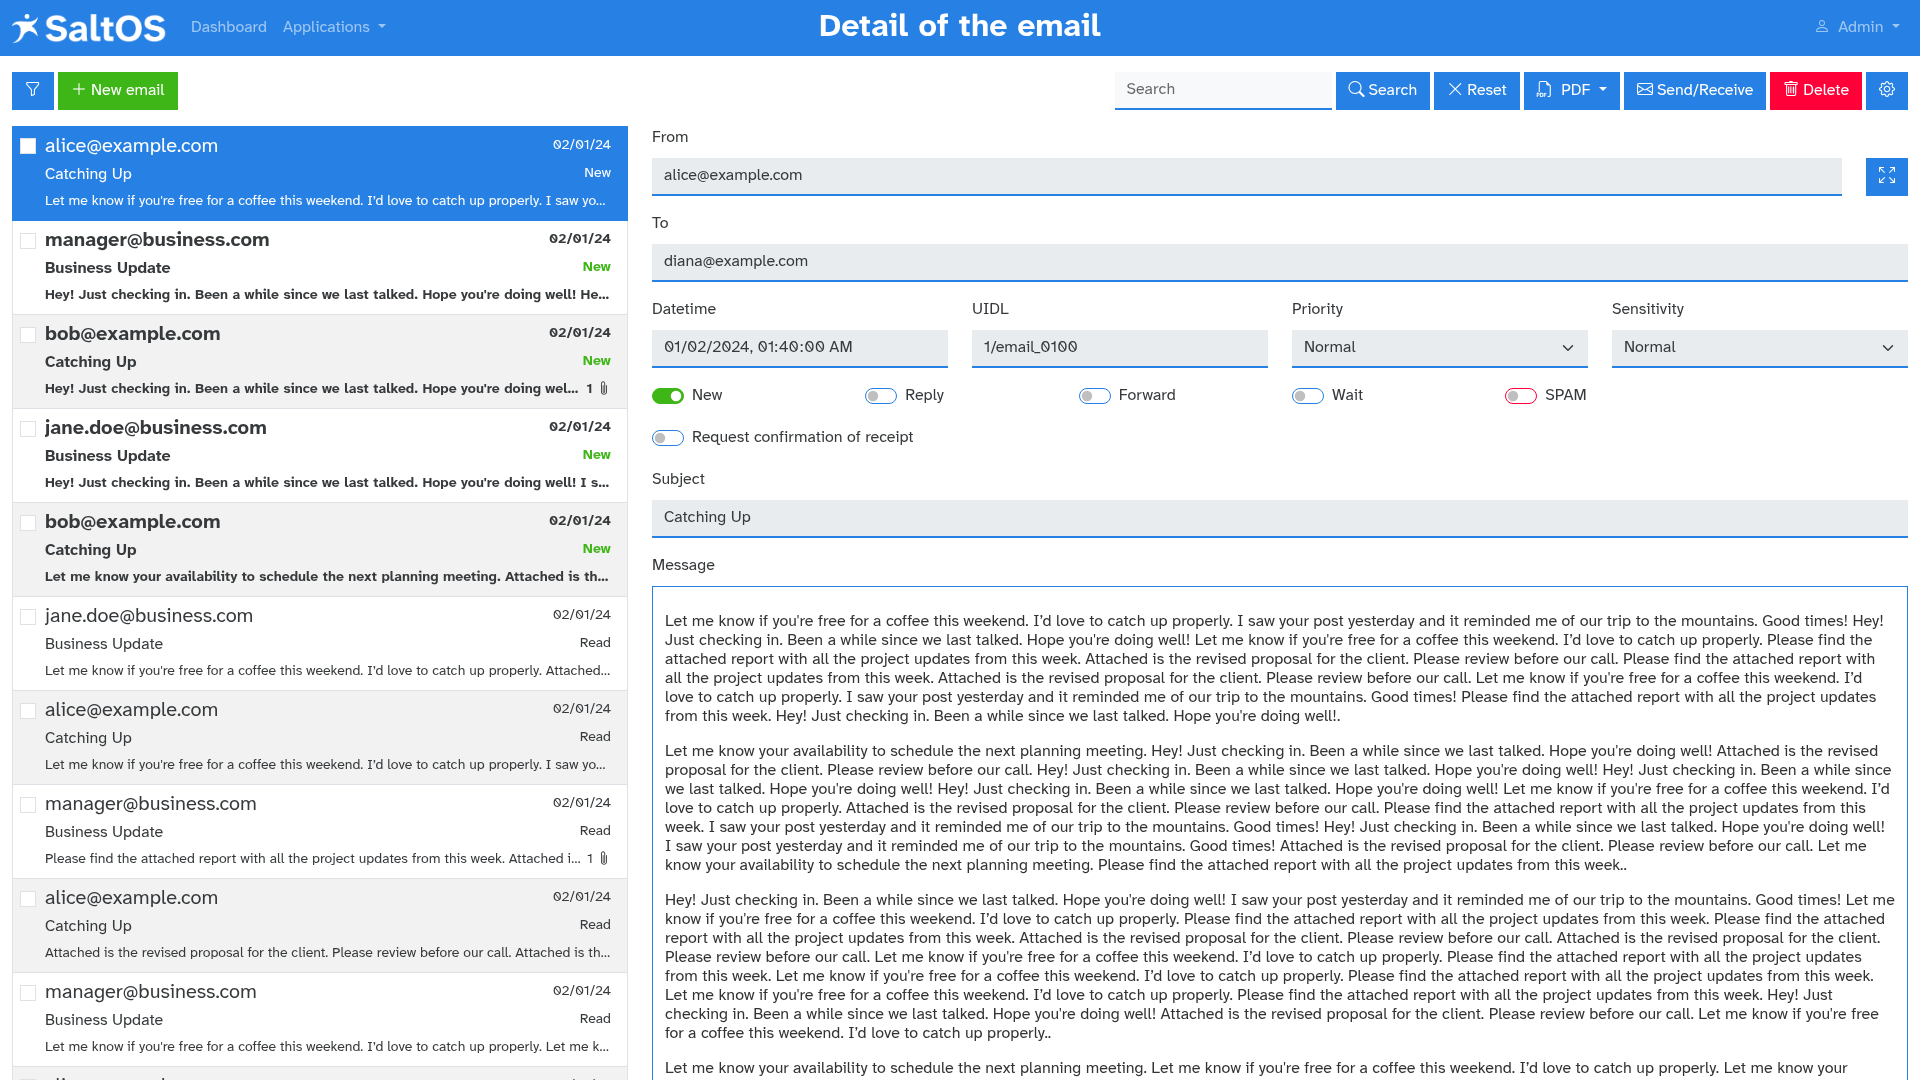 SaltOS
Dashboard
Applications
Detail of the email
Admin
New email
Search
Search
Reset
PDF
Send/Receive
Delete
alice@example.com
02/01/24
Catching Up
New
Let me know if you're free for a coffee this weekend. I'd love to catch up properly. I saw yo...
manager@business.com
02/01/24
Business Update
New
Hey! Just checking in. Been a while since we last talked. Hope you're doing well! He...
bob@example.com
02/01/24
Catching Up
New
Hey! Just checking in. Been a while since we last talked. Hope you're doing wel...
1
jane.doe@business.com
02/01/24
Business Update
New
Hey! Just checking in. Been a while since we last talked. Hope you're doing well! I s...
bob@example.com
02/01/24
Catching Up
New
Let me know your availability to schedule the next planning meeting. Attached is th...
jane.doe@business.com
02/01/24
Business Update
Read
Let me know if you're free for a coffee this weekend. I'd love to catch up properly. Attached...
alice@example.com
02/01/24
Catching Up
Read
Let me know if you're free for a coffee this weekend. I'd love to catch up properly. I saw yo...
manager@business.com
02/01/24
Business Update
Read
Please find the attached report with all the project updates from this week. Attached i...
1
alice@example.com
02/01/24
Catching Up
Read
Attached is the revised proposal for the client. Please review before our call. Attached is th...
manager@business.com
02/01/24
Business Update
Read
Let me know if you're free for a coffee this weekend. I'd love to catch up properly. Let me k...
From
alice@example.com
To
diana@example.com
Datetime
UIDL
Priority
Sensitivity
01/02/2024, 01:40:00 AM
1/email_0100
Normal
Normal
New
Reply
Forward
Wait
SPAM
Request confirmation of receipt
Subject
Catching Up
Message
Let me know if you're free for a coffee this weekend. I'd love to catch up properly. I saw your post yesterday and it reminded me of our trip to the mountains. Good times! Hey!
Just checking in. Been a while since we last talked. Hope you're doing well! Let me know if you're free for a coffee this weekend. I'd love to catch up properly. Please find the
attached report with all the project updates from this week. Attached is the revised proposal for the client. Please review before our call. Please find the attached report with
all the project updates from this week. Attached is the revised proposal for the client. Please review before our call. Let me know if you're free for a coffee this weekend. I'd
love to catch up properly. I saw your post yesterday and it reminded me of our trip to the mountains. Good times! Please find the attached report with all the project updates
from this week. Hey! Just checking in. Been a while since we last talked. Hope you're doing well!.
Let me know your availability to schedule the next planning meeting. Hey! Just checking in. Been a while since we last talked. Hope you're doing well! Attached is the revised
proposal for the client. Please review before our call. Hey! Just checking in. Been a while since we last talked. Hope you're doing well! Hey! Just checking in. Been a while since
we last talked. Hope you're doing well! Hey! Just checking in. Been a while since we last talked. Hope you're doing well! Let me know if you're free for a coffee this weekend. I'd
love to catch up properly. Attached is the revised proposal for the client. Please review before our call. Please find the attached report with all the project updates from this
week. I saw your post yesterday and it reminded me of our trip to the mountains. Good times! Hey! Just checking in. Been a while since we last talked. Hope you're doing well!
I saw your post yesterday and it reminded me of our trip to the mountains. Good times! Attached is the revised proposal for the client. Please review before our call. Let me
know your availability to schedule the next planning meeting. Please find the attached report with all the project updates from this week..
Hey! Just checking in. Been a while since we last talked. Hope you're doing well! I saw your post yesterday and it reminded me of our trip to the mountains. Good times! Let me
know if you're free for a coffee this weekend. I'd love to catch up properly. Please find the attached report with all the project updates from this week. Please find the attached
report with all the project updates from this week. Attached is the revised proposal for the client. Please review before our call. Attached is the revised proposal for the client.
Please review before our call. Let me know if you're free for a coffee this weekend. I'd love to catch up properly. Please find the attached report with all the project updates
from this week. Let me know if you're free for a coffee this weekend. I'd love to catch up properly. Please find the attached report with all the project updates from this week.
Let me know if you're free for a coffee this weekend. I'd love to catch up properly. Please find the attached report with all the project updates from this week. Hey! Just
checking in. Been a while since we last talked. Hope you're doing well! Attached is the revised proposal for the client. Please review before our call. Let me know if you're free
for a coffee this weekend. I'd love to catch up properly..
Let me know your availability to schedule the next planning meeting. Let me know if you're free for a coffee this weekend. I'd love to catch up properly. Let me know your